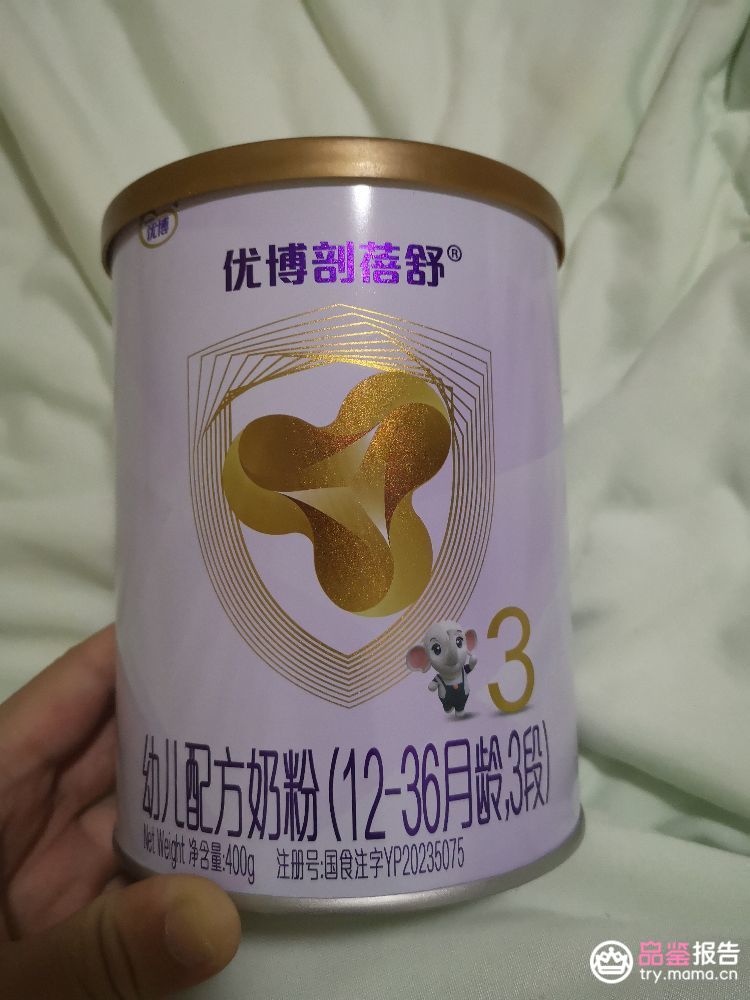 优博
优博剖蓓舒®
3
幼儿配方奶粉(12-36月龄,3段)
Net Weight 净含量:400g 注册号:国食注字YP20235075
品鉴报告
try.mama.cn